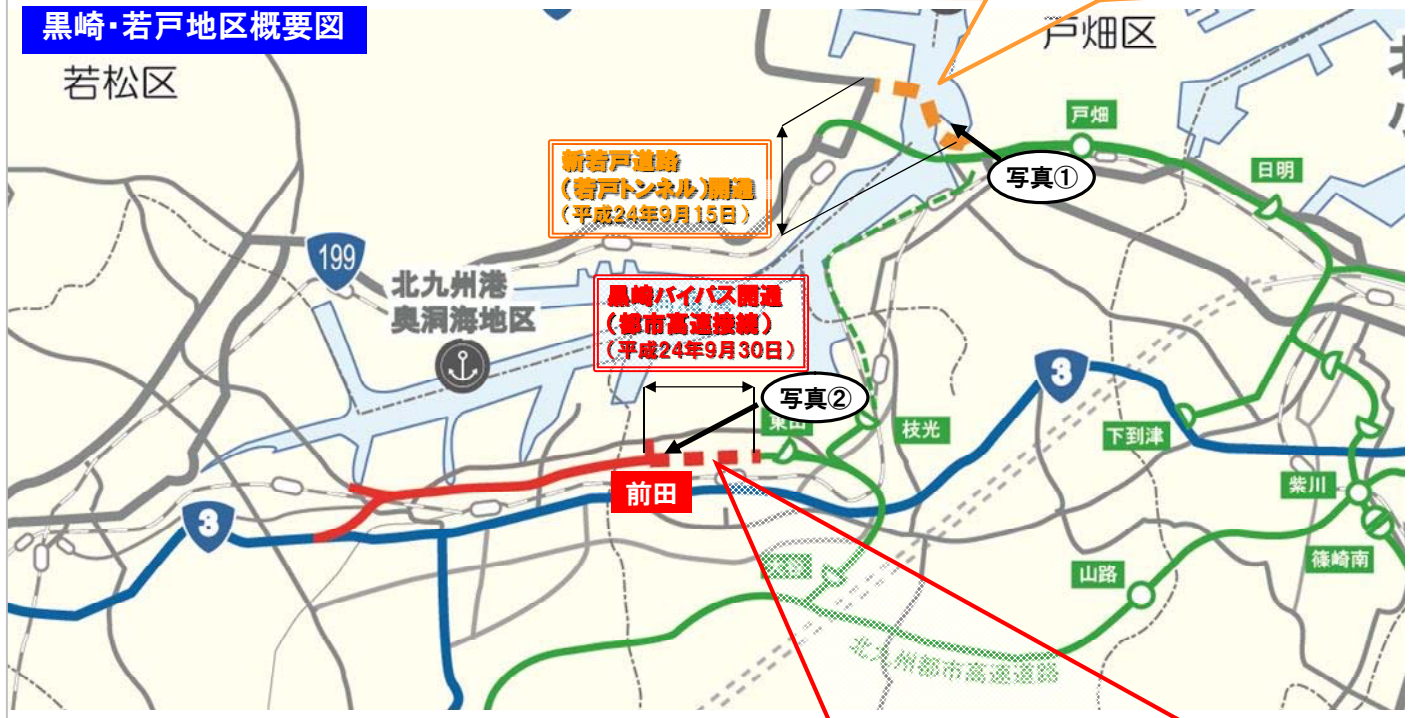 黒崎・若戸地区概要図
若松区
戸畑区
戸畑
日明
写真①
新若戸道路
(若戸トンネル)開通
(平成24年9月15日)
199
北九州港
奥洞海地区
黒崎バイパス開通
(都市高速接続)
(平成24年9月30日)
3
写真②
東田
枝光
下到津
前田
紫川
3
篠崎南
山路
北九州都市高速道路